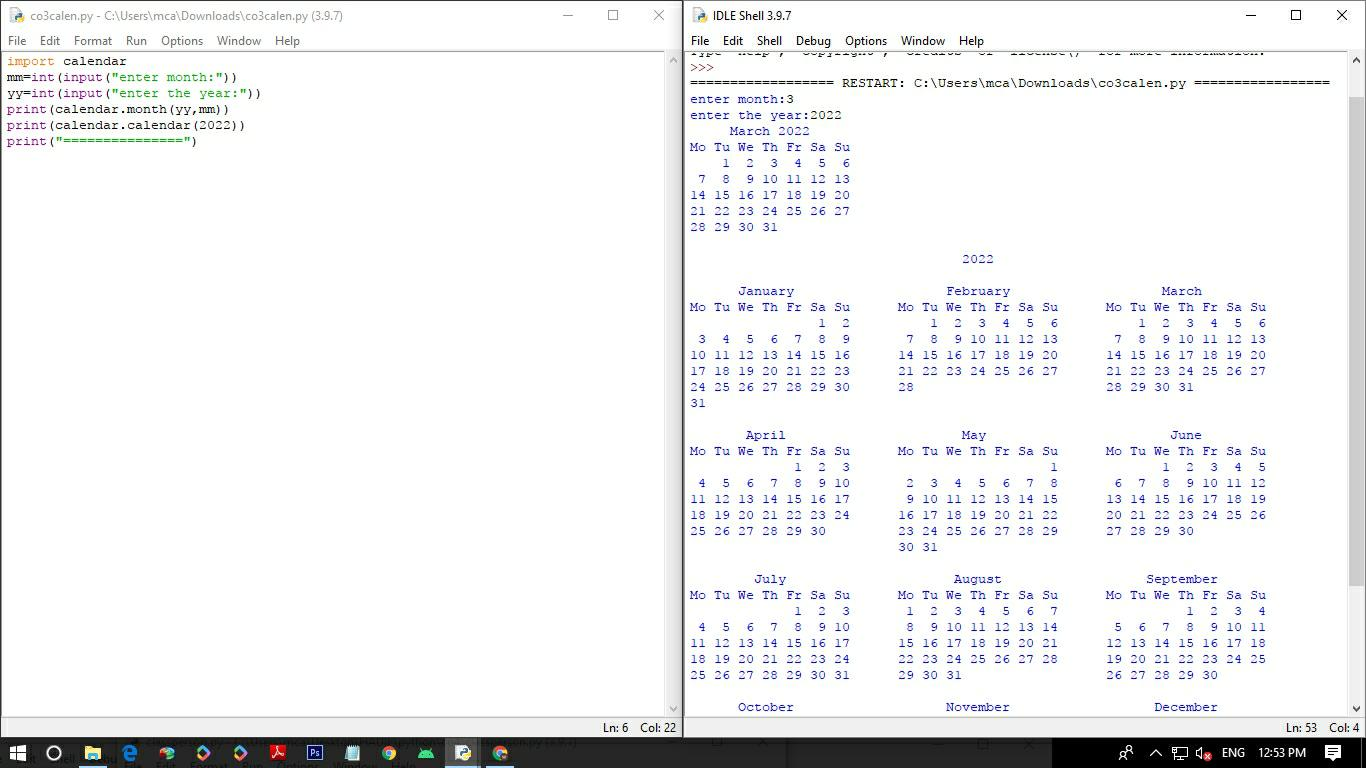 co3calen.py - C:\Users\mca\Downloads\co3calen.py (3.9.7)
File Edit Format Run Options Window Help
import calendar
mm=int(input("enter month:"))
yy=int(input("enter the year:"))
print(calendar.month(yy,mm))
print(calendar.calendar(2022))
print("===============")
Ln: 6 Col: 22
IDLE Shell 3.9.7
File Edit Shell Debug Options Window Help
>>>
================== RESTART: C:\Users\mca\Downloads\co3calen.py =================
enter month:3
enter the year:2022
     March 2022
Mo Tu We Th Fr Sa Su
    1  2  3  4  5  6
 7  8  9 10 11 12 13
14 15 16 17 18 19 20
21 22 23 24 25 26 27
28 29 30 31
                                  2022
      January                   February                   March
Mo Tu We Th Fr Sa Su      Mo Tu We Th Fr Sa Su      Mo Tu We Th Fr Sa Su
                1  2          1  2  3  4  5  6          1  2  3  4  5  6
 3  4  5  6  7  8  9       7  8  9 10 11 12 13       7  8  9 10 11 12 13
10 11 12 13 14 15 16      14 15 16 17 18 19 20      14 15 16 17 18 19 20
17 18 19 20 21 22 23      21 22 23 24 25 26 27      21 22 23 24 25 26 27
24 25 26 27 28 29 30      28                        28 29 30 31
31
       April                      May                       June
Mo Tu We Th Fr Sa Su      Mo Tu We Th Fr Sa Su      Mo Tu We Th Fr Sa Su
             1  2  3                         1             1  2  3  4  5
 4  5  6  7  8  9 10       2  3  4  5  6  7  8       6  7  8  9 10 11 12
11 12 13 14 15 16 17       9 10 11 12 13 14 15      13 14 15 16 17 18 19
18 19 20 21 22 23 24      16 17 18 19 20 21 22      20 21 22 23 24 25 26
25 26 27 28 29 30         23 24 25 26 27 28 29      27 28 29 30
                          30 31
        July                     August                  September
Mo Tu We Th Fr Sa Su      Mo Tu We Th Fr Sa Su      Mo Tu We Th Fr Sa Su
             1  2  3       1  2  3  4  5  6  7                1  2  3  4
 4  5  6  7  8  9 10       8  9 10 11 12 13 14       5  6  7  8  9 10 11
11 12 13 14 15 16 17      15 16 17 18 19 20 21      12 13 14 15 16 17 18
18 19 20 21 22 23 24      22 23 24 25 26 27 28      19 20 21 22 23 24 25
25 26 27 28 29 30 31      29 30 31                  26 27 28 29 30
      October                   November                  December
Ln: 53 Col: 4
Ps
ENG 12:53 PM